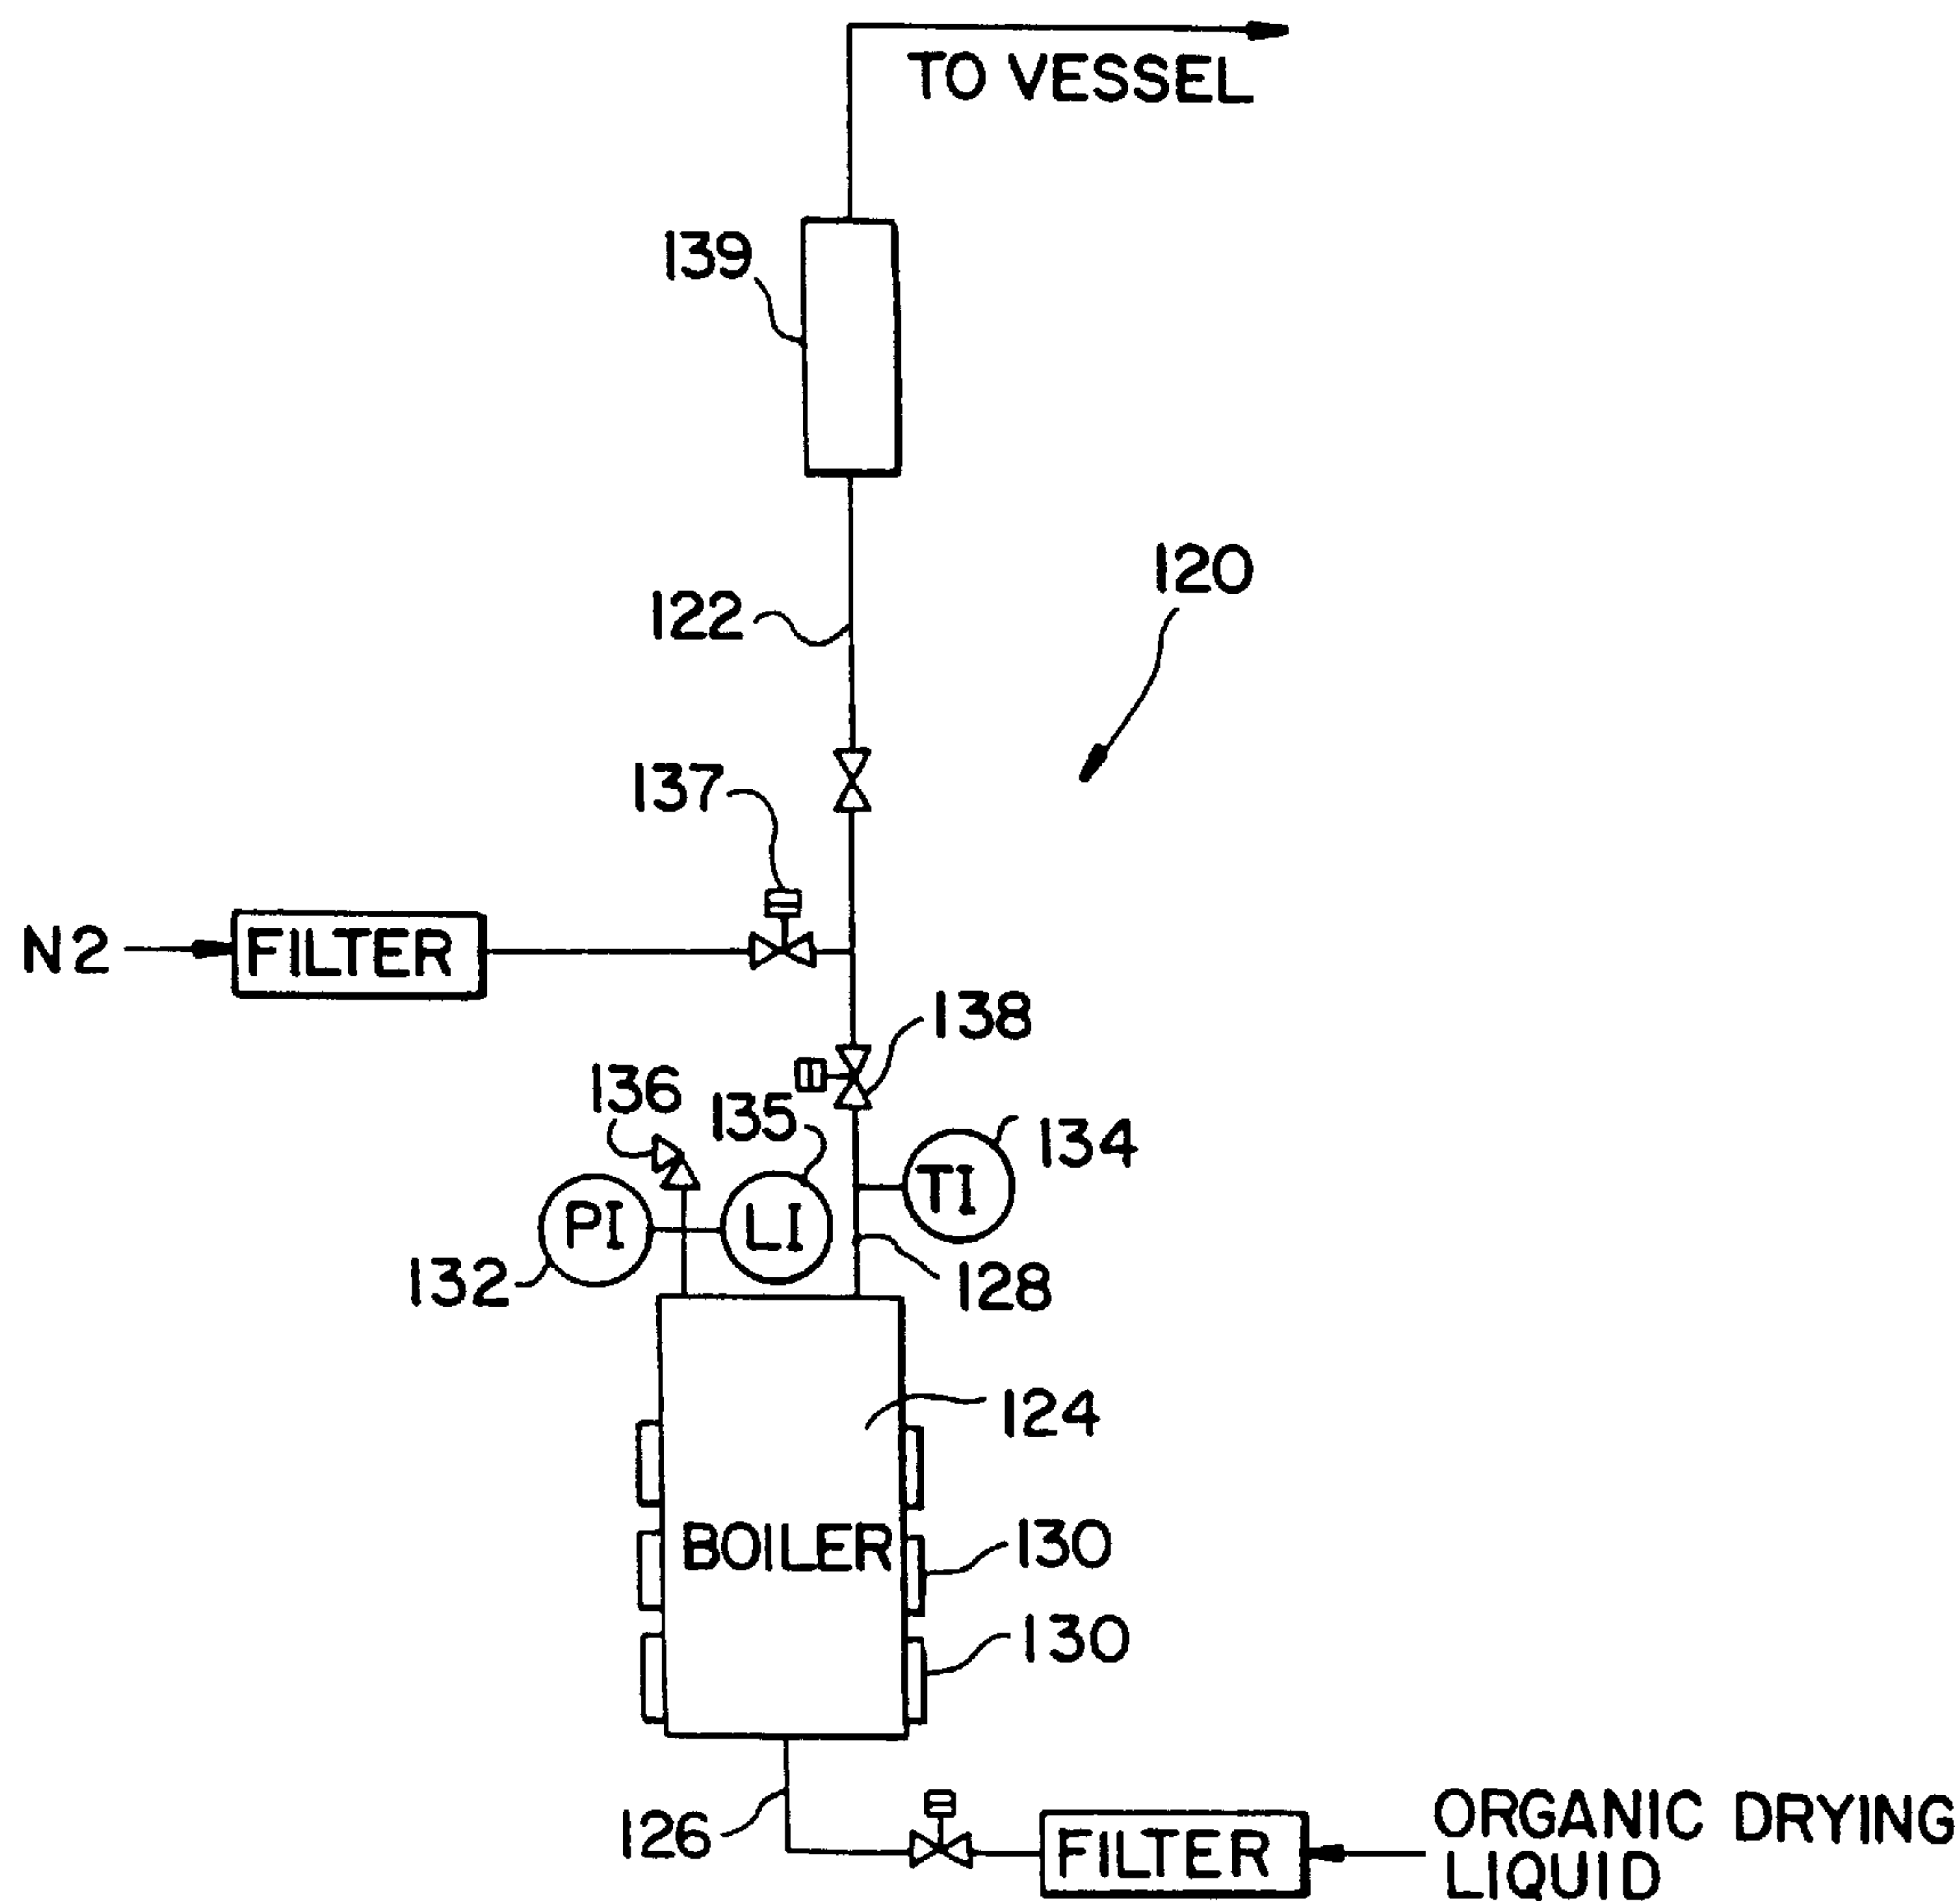 TO VESSEL
139
120
122
137
N2
FILTER
138
136
135
134
PI
LI
TI
132
128
124
BOILER
130
130
126
FILTER
ORGANIC DRYING
LIQUID